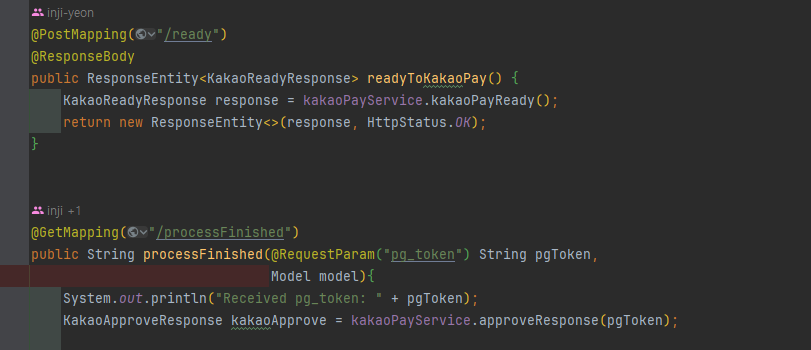 inji-yeon
@PostMapping("/ready")
@ResponseBody
public ResponseEntity<KakaoReadyResponse> readyToKakaoPay() {
KakaoReadyResponse response = kakaoPayService.kakaoPayReady();
return new ResponseEntity<>(response, HttpStatus.OK);
}
inji +1
@GetMapping("/processFinished")
public String processFinished(@RequestParam("pg_token") String pgToken,
Model model){
System.out.println("Received pg_token: " + pgToken);
KakaoApproveResponse kakaoApprove = kakaoPayService.approveResponse(pgToken);